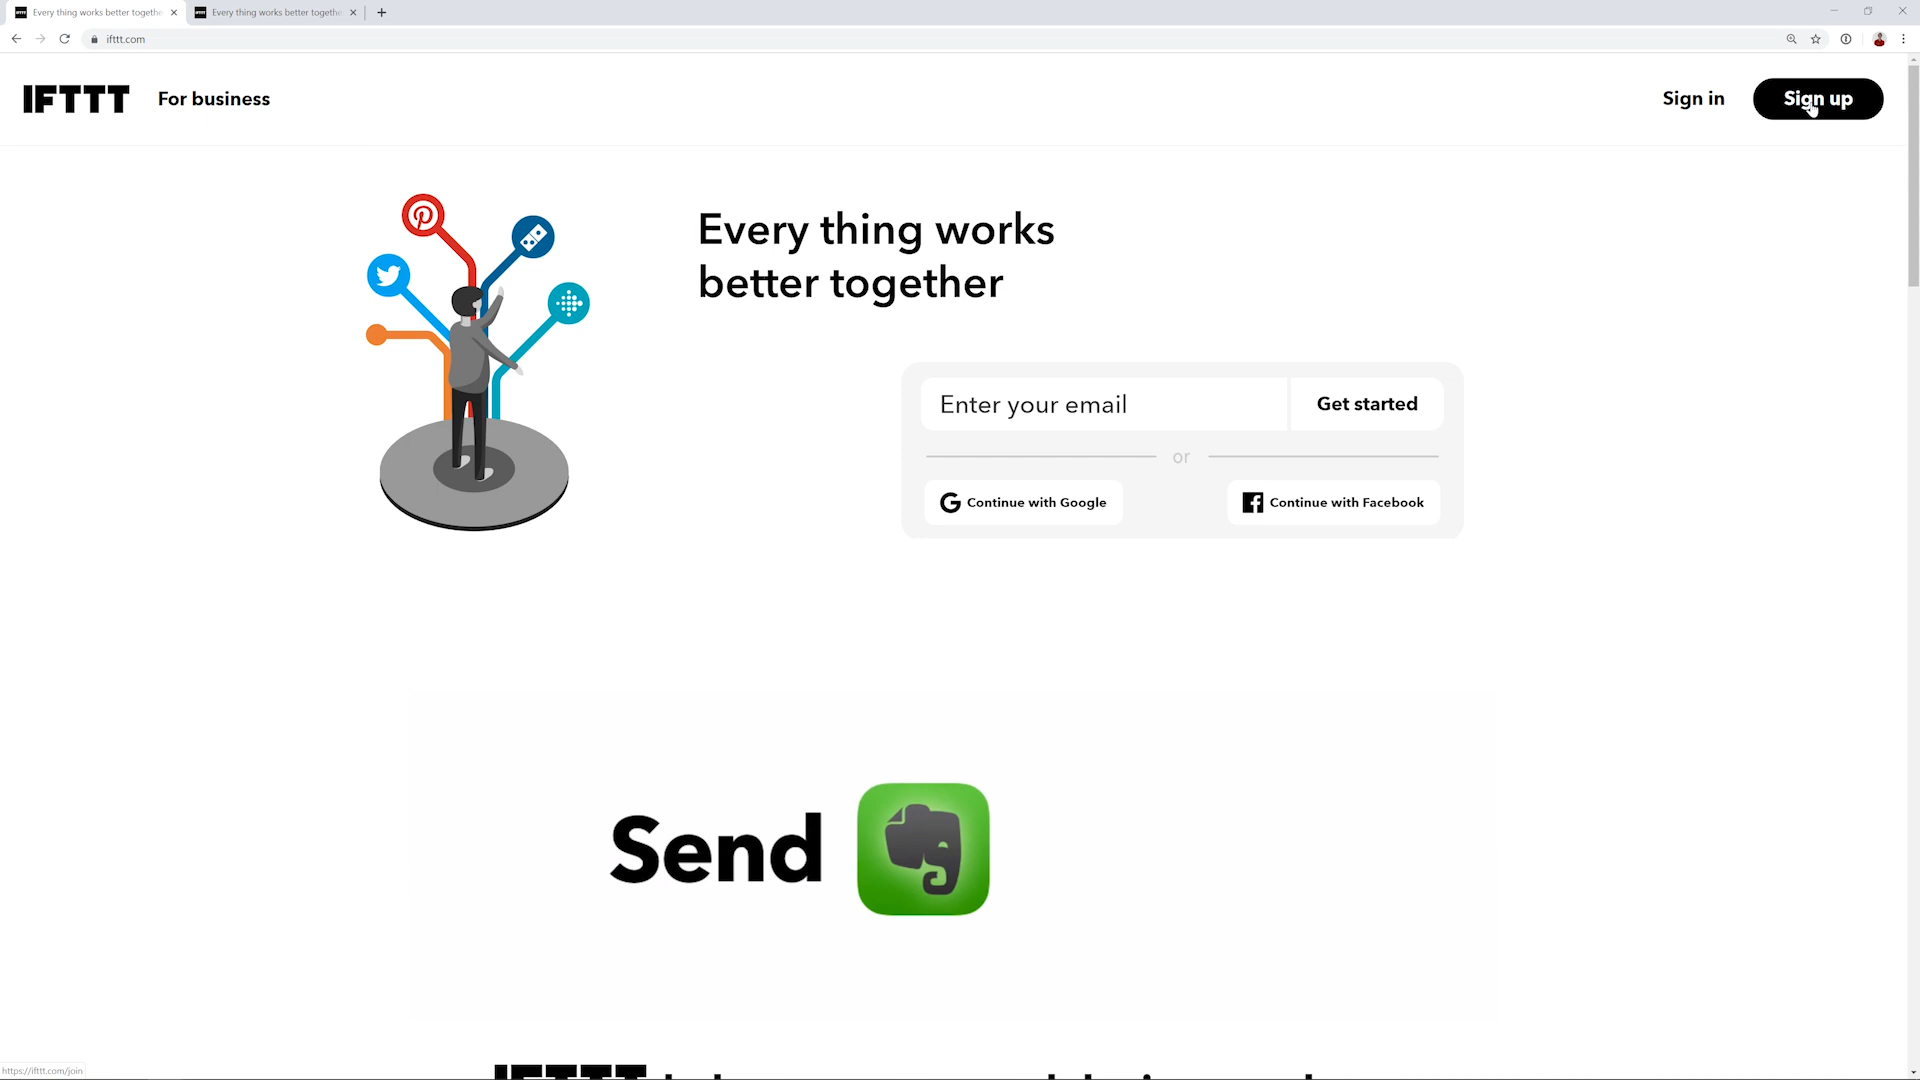 Every thing works better togethe
Every thing works better togethe
ifttt.com
IFTTT
For business
Sign in
Sign up
Every thing works
better together
Enter your email
Get started
or
Continue with Google
Continue with Facebook
Send
https://ifttt.com/join
IFTTT